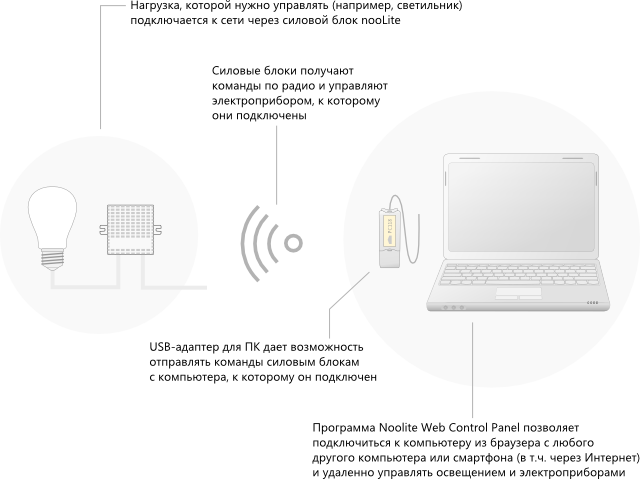 Нагрузка, которой нужно управлять (например, светильник)
подключается к сети через силовой блок nooLite
Силовые блоки получают
команды по радио и управляют
электроприбором, к которому
они подключены
USB-адаптер для ПК дает возможность
отправлять команды силовым блокам
с компьютера, к которому он подключен
Программа Noolite Web Control Panel позволяет
подключиться к компьютеру из браузера с любого
другого компьютера или смартфона (в т.ч. через Интернет)
и удаленно управлять освещением и электроприборами